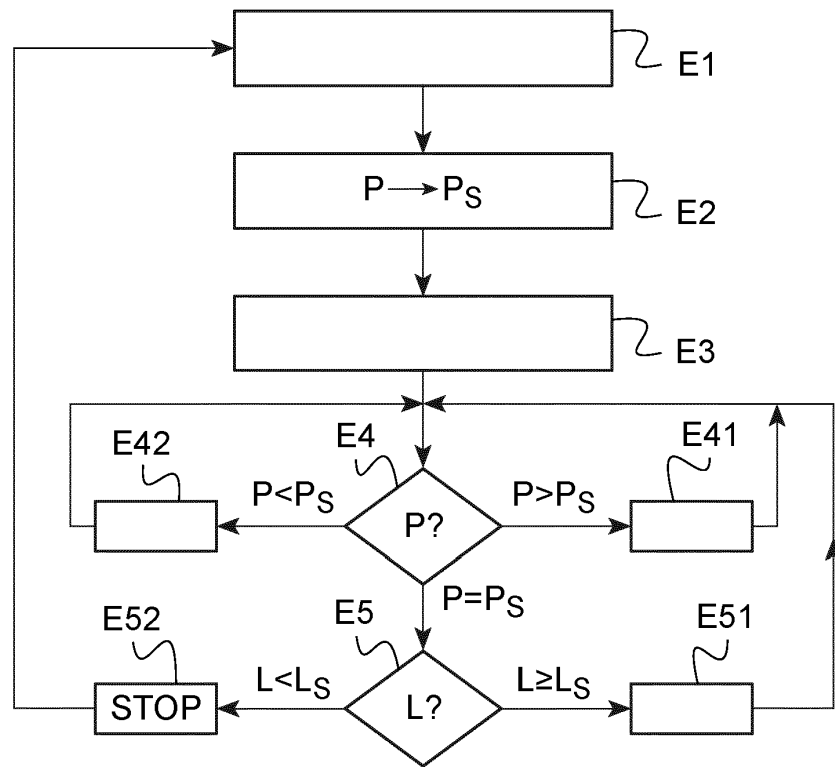 E1
P→PS
E2
E3
E42
E4
E41
P<PS
P>PS
P?
P=PS
E52
E5
E51
L<LS
L≥LS
STOP
L?